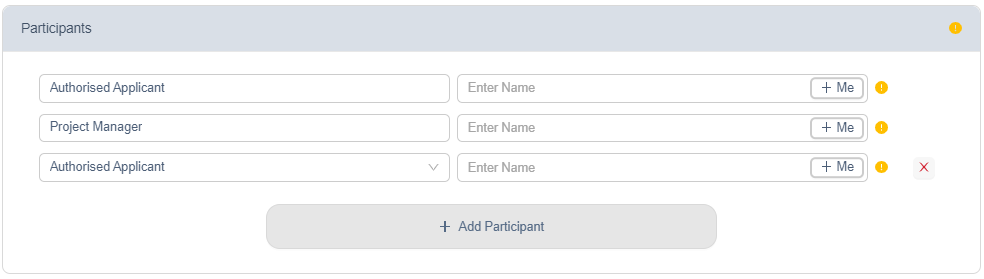 Participants
Authorised Applicant Enter Name + Me
Project Manager Enter Name + Me
Authorised Applicant Enter Name + Me X
+ Add Participant